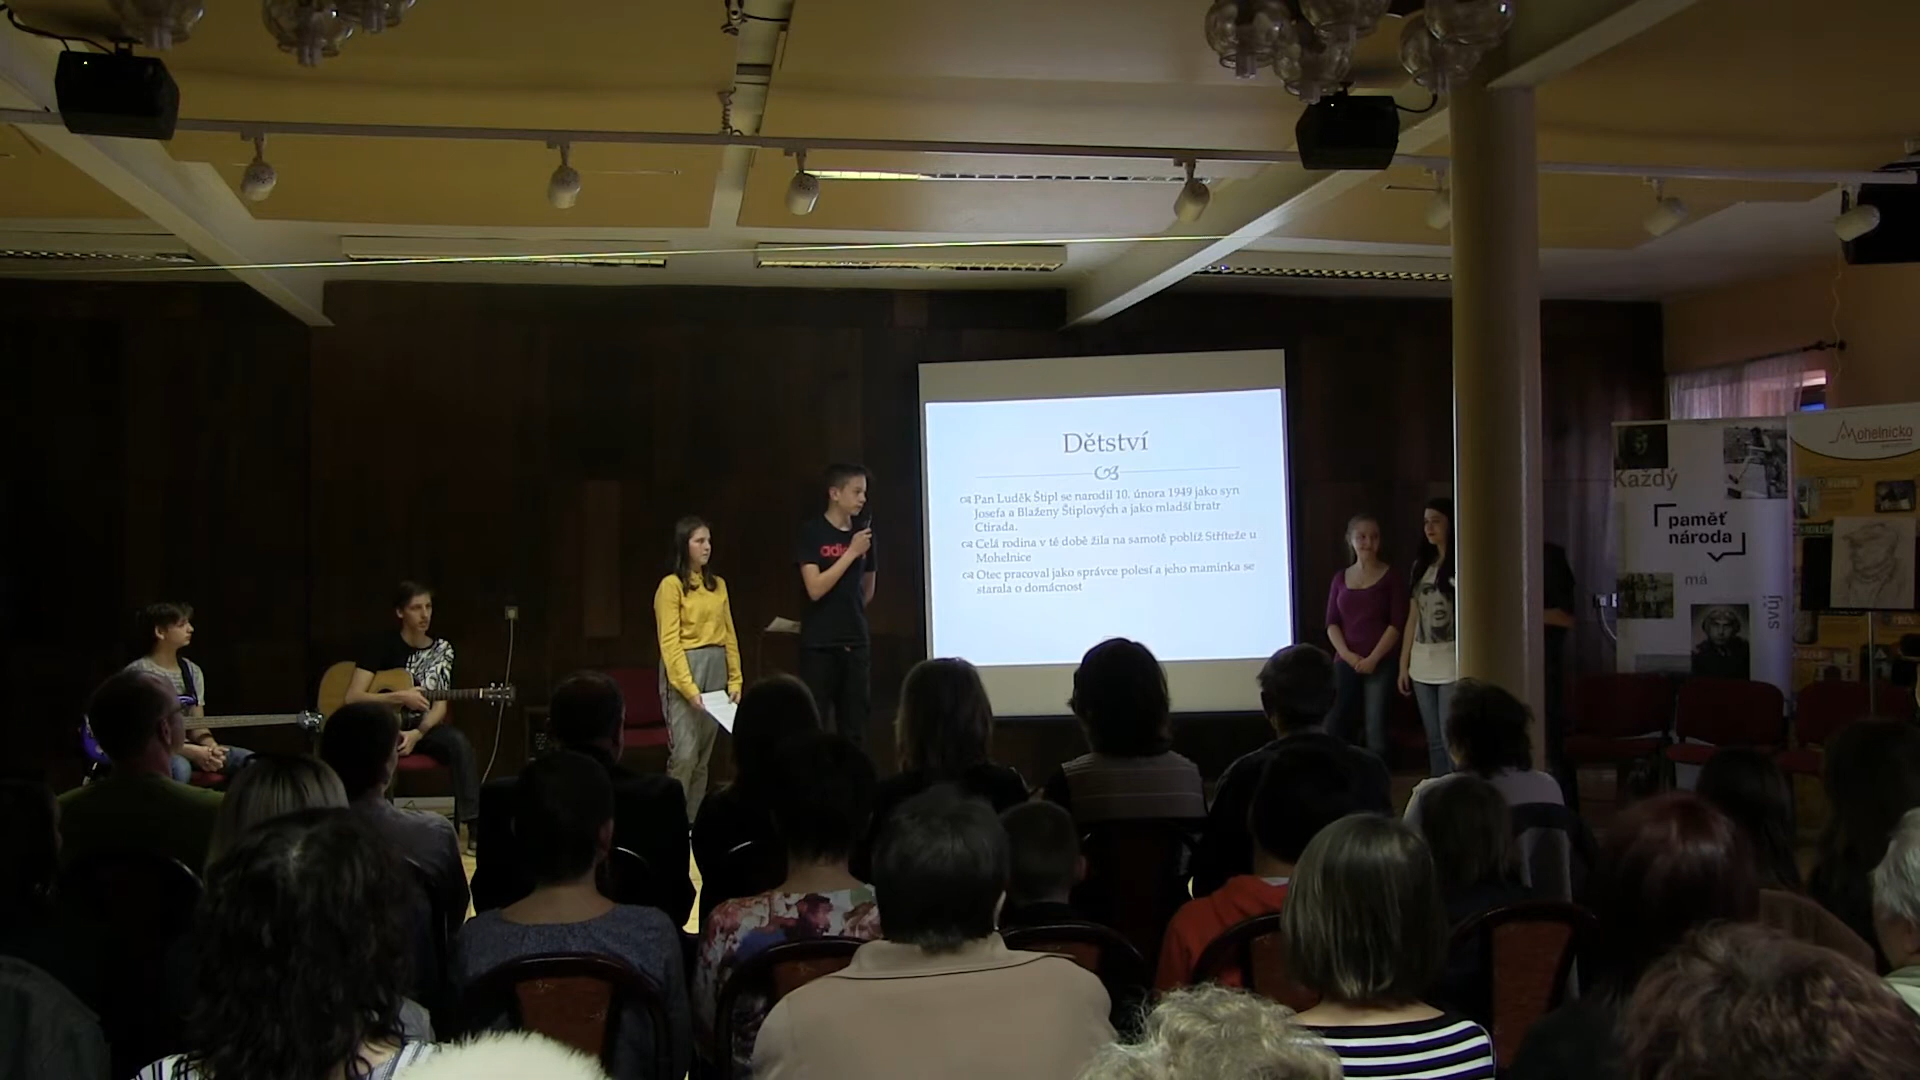 Dětství
Pan Luděk Štipl se narodil 10. února 1949 jako syn
Josefa a Blaženy Štiplových a jako mladší bratr
Ctirada.
Celá rodina v té době žila na samotě poblíž Stříteže u
Mohelnice
Otec pracoval jako správce polesí a jeho maminka se
starala o domácnost
adi
Každý
paměť
národa
má
svůj
Mohelnicko